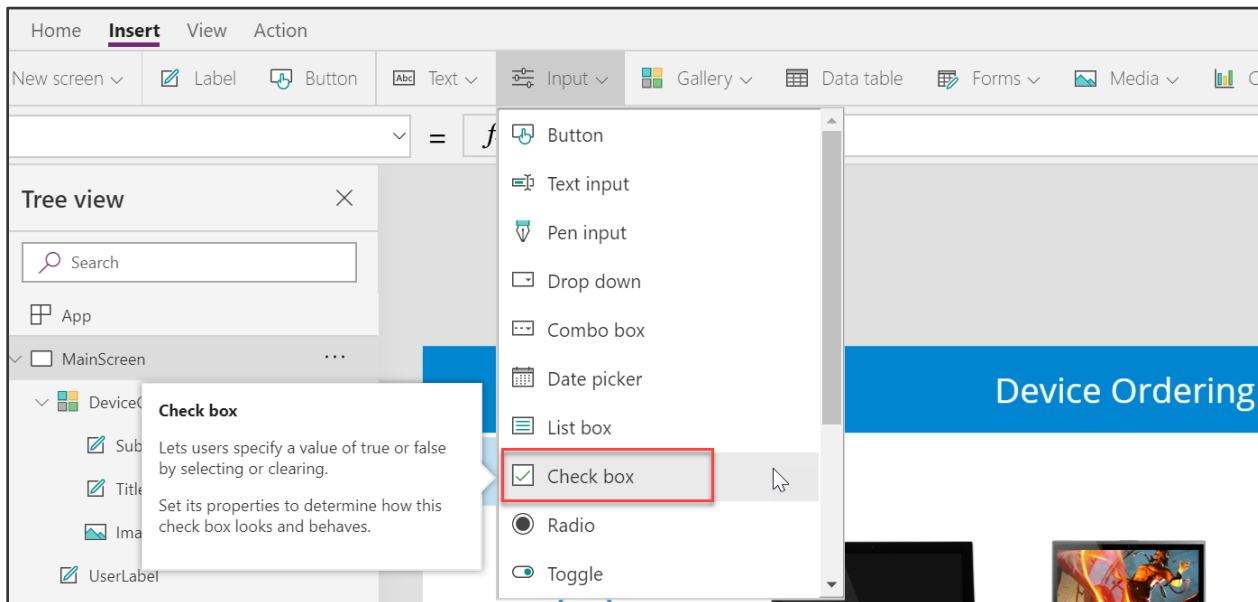 Home Insert View Action
New screen Label Button Abc Text Input Gallery Data table Forms Media
=
Button
Text input
Pen input
Drop down
Combo box
Date picker
List box
Check box
Radio
Toggle
Tree view
Search
App
MainScreen ...
Check box
Lets users specify a value of true or false
by selecting or clearing.
Set its properties to determine how this
check box looks and behaves.
UserLabel
Device Ordering